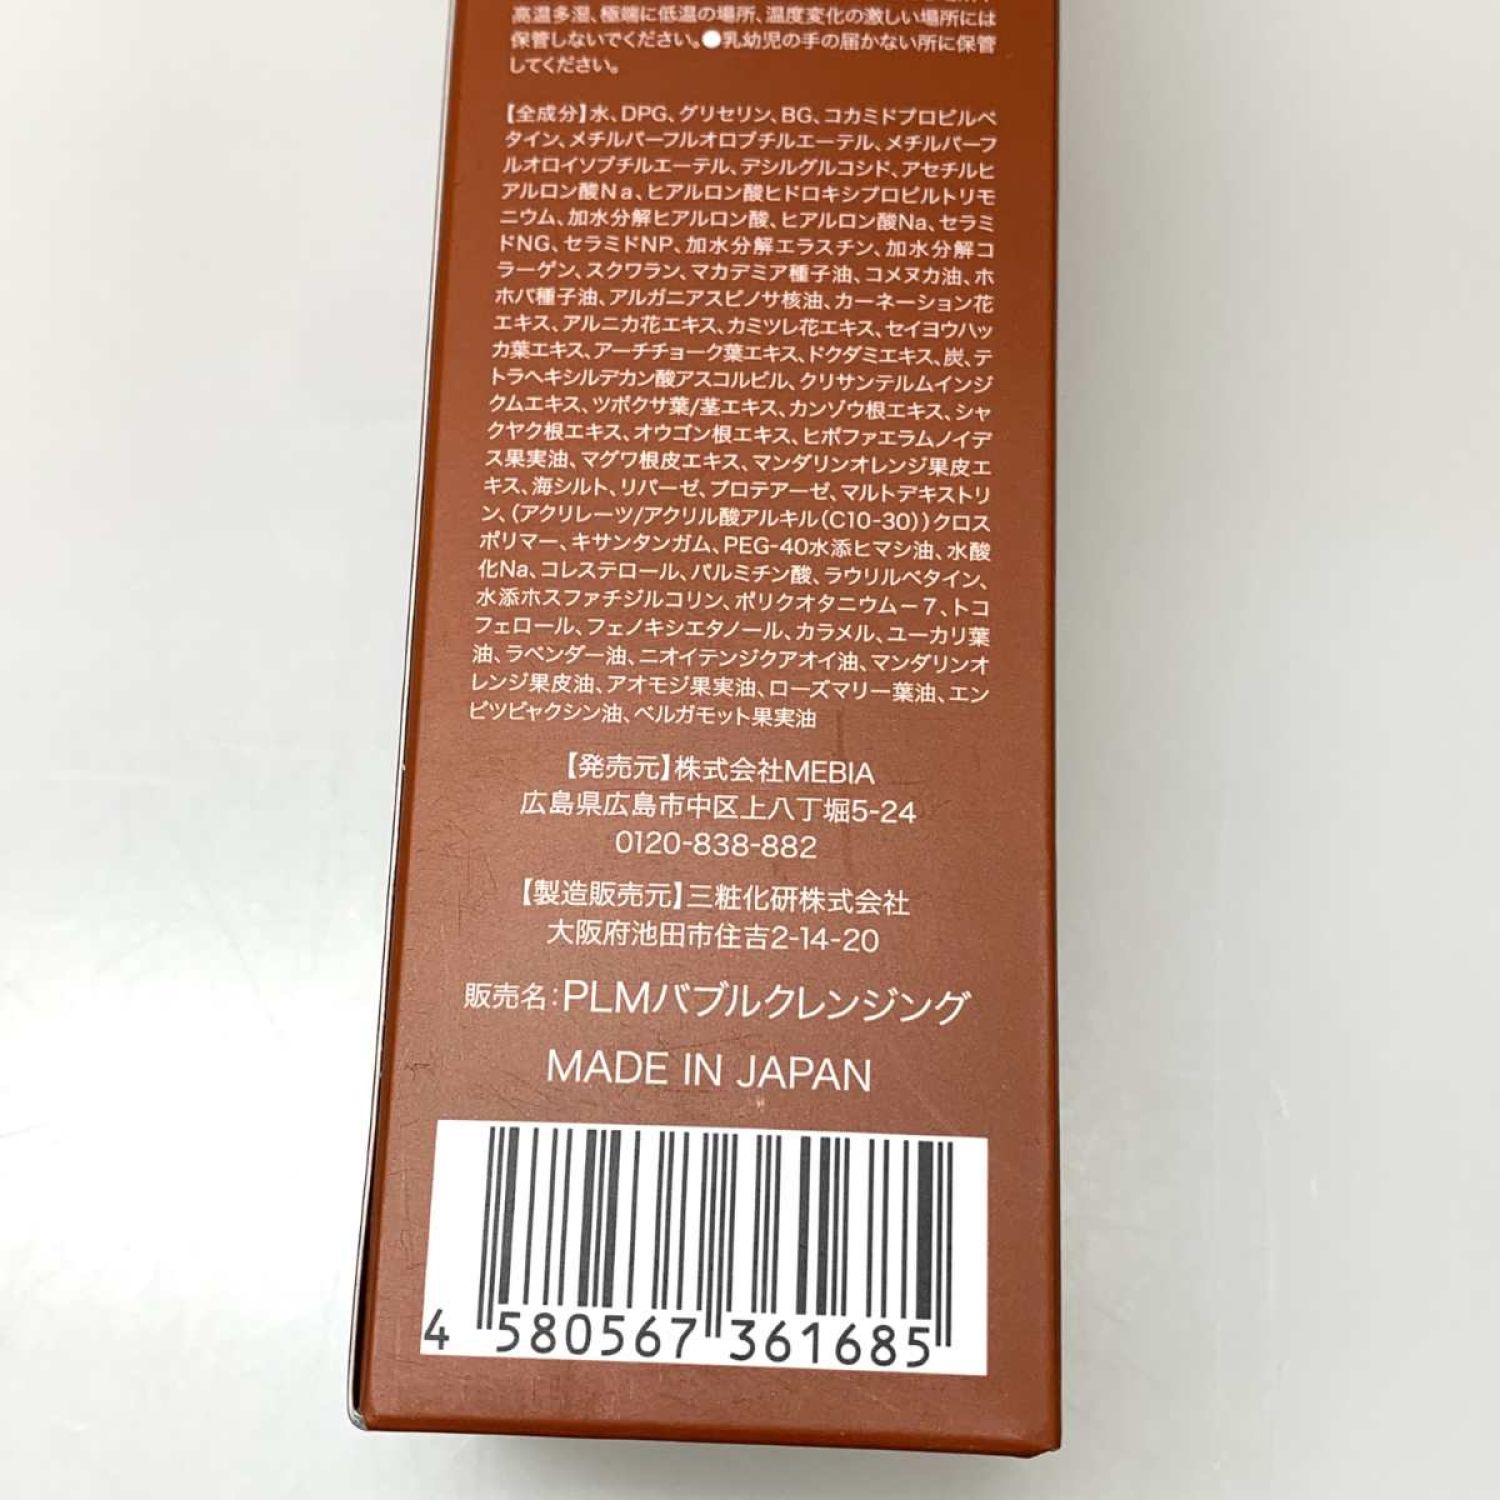 高温多湿、極端に低温の場所、温度変化の激しい場所には
保管しないでください。●乳幼児の手の届かない所に保管
してください。
【全成分】水、DPG、グリセリン、BG、コカミドプロピルベ
タイン、メチルパーフルオロブチルエーテル、メチルパーフ
ルオロイソブチルエーテル、デシルグルコシド、アセチルヒ
アルロン酸Na、ヒアルロン酸ヒドロキシプロピルトリモ
ニウム、加水分解ヒアルロン酸、ヒアルロン酸Na、セラミ
ドNG、セラミドNP、加水分解エラスチン、加水分解コ
ラーゲン、スクワラン、マカデミア種子油、コメヌカ油、ホ
ホバ種子油、アルガニアスピノサ核油、カーネーション花
エキス、アルニカ花エキス、カミツレ花エキス、セイヨウハッ
カ葉エキス、アーチチョーク葉エキス、ドクダミエキス、炭、テ
トラヘキシルデカン酸アスコルビル、クリサンテルムインジ
クムエキス、ツボクサ葉/茎エキス、カンゾウ根エキス、シャ
クヤク根エキス、オウゴン根エキス、ヒポファエラムノイデ
ス果実油、マグワ根皮エキス、マンダリンオレンジ果皮エ
キス、海シルト、リパーゼ、プロテアーゼ、マルトデキストリ
ン、(アクリレーツ/アクリル酸アルキル(C10-30))クロス
ポリマー、キサンタンガム、PEG-40水添ヒマシ油、水酸
化Na、コレステロール、パルミチン酸、ラウリルベタイン、
水添ホスファチジルコリン、ポリクオタニウム－7、トコ
フェロール、フェノキシエタノール、カラメル、ユーカリ葉
油、ラベンダー油、ニオイテンジクアオイ油、マンダリンオ
レンジ果皮油、アオモジ果実油、ローズマリー葉油、エン
ピツビャクシン油、ベルガモット果実油
【発売元】株式会社MEBIA
広島県広島市中区上八丁堀5-24
0120-838-882
【製造販売元】三粧化研株式会社
大阪府池田市住吉2-14-20
販売名：PLMバブルクレンジング
MADE IN JAPAN
4 580567 361685